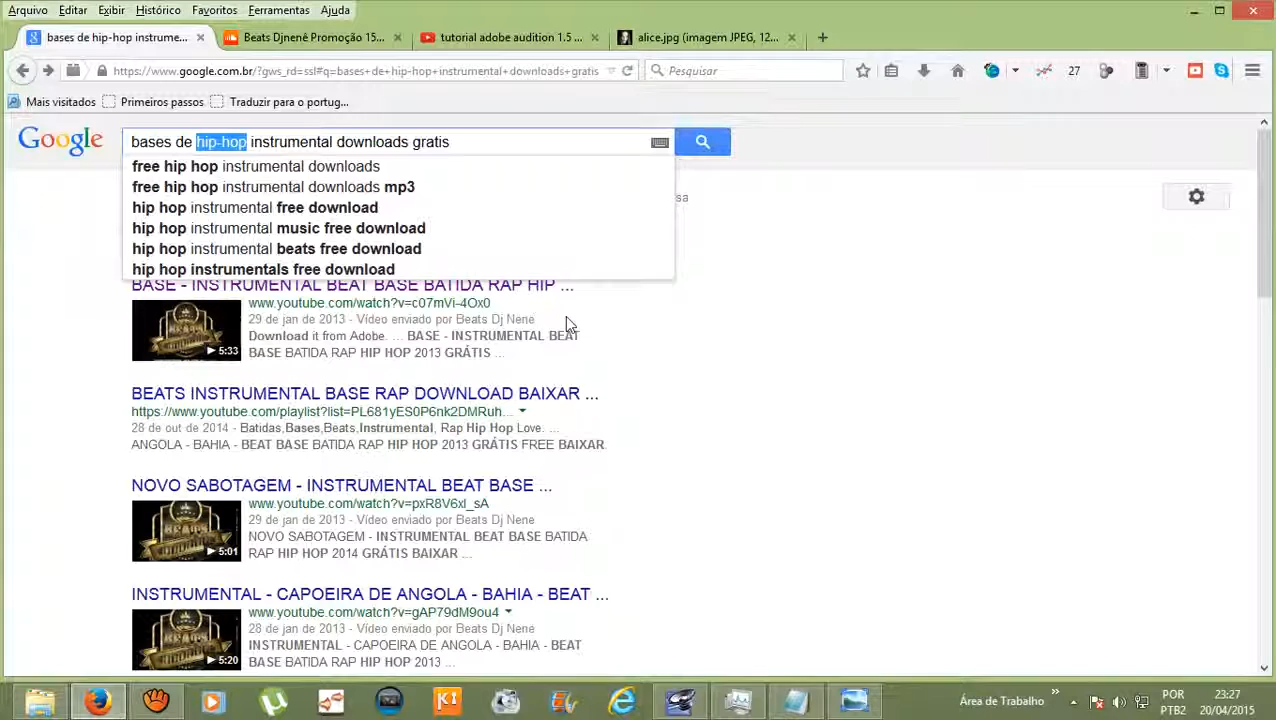 Arquivo Editar Exibir Histórico Favoritos Ferramentas Ajuda
bases de hip-hop instrume... Beats Djnenê Promoção 15... tutorial adobe audition 1.5 ... alice.jpg (imagem JPEG, 12...
https://www.google.com.br/?gws_rd=ssl#q=bases+de+hip-hop+instrumental+downloads+gratis Pesquisar 27
Mais visitados Primeiros passos Traduzir para o portug...
Google bases de hip-hop instrumental downloads gratis
free hip hop instrumental downloads
free hip hop instrumental downloads mp3
sa
hip hop instrumental free download
hip hop instrumental music free download
hip hop instrumental beats free download
hip hop instrumentals free download
BASE - INSTRUMENTAL BEAT BASE BATIDA RAP HIP ...
www.youtube.com/watch?v=c07mVi-4Ox0
29 de jan de 2013 - Vídeo enviado por Beats Dj Nene
Download it from Adobe. ... BASE - INSTRUMENTAL BEAT
BASE BATIDA RAP HIP HOP 2013 GRÁTIS ...
5:33
BEATS INSTRUMENTAL BASE RAP DOWNLOAD BAIXAR ...
https://www.youtube.com/playlist?list=PL681yES0P6nk2DMRuh...
28 de out de 2014 - Batidas,Bases,Beats,Instrumental, Rap Hip Hop Love. ...
ANGOLA - BAHIA - BEAT BASE BATIDA RAP HIP HOP 2013 GRÁTIS FREE BAIXAR.
NOVO SABOTAGEM - INSTRUMENTAL BEAT BASE ...
www.youtube.com/watch?v=pxR8V6xl_sA
29 de jan de 2013 - Vídeo enviado por Beats Dj Nene
NOVO SABOTAGEM - INSTRUMENTAL BEAT BASE BATIDA
RAP HIP HOP 2014 GRÁTIS BAIXAR ...
5:01
INSTRUMENTAL - CAPOEIRA DE ANGOLA - BAHIA - BEAT ...
www.youtube.com/watch?v=gAP79dM9ou4
28 de jan de 2013 - Vídeo enviado por Beats Dj Nene
INSTRUMENTAL - CAPOEIRA DE ANGOLA - BAHIA - BEAT
BASE BATIDA RAP HIP HOP 2013 ...
5:20
K1 Área de Trabalho POR 23:27
PTB2 20/04/2015